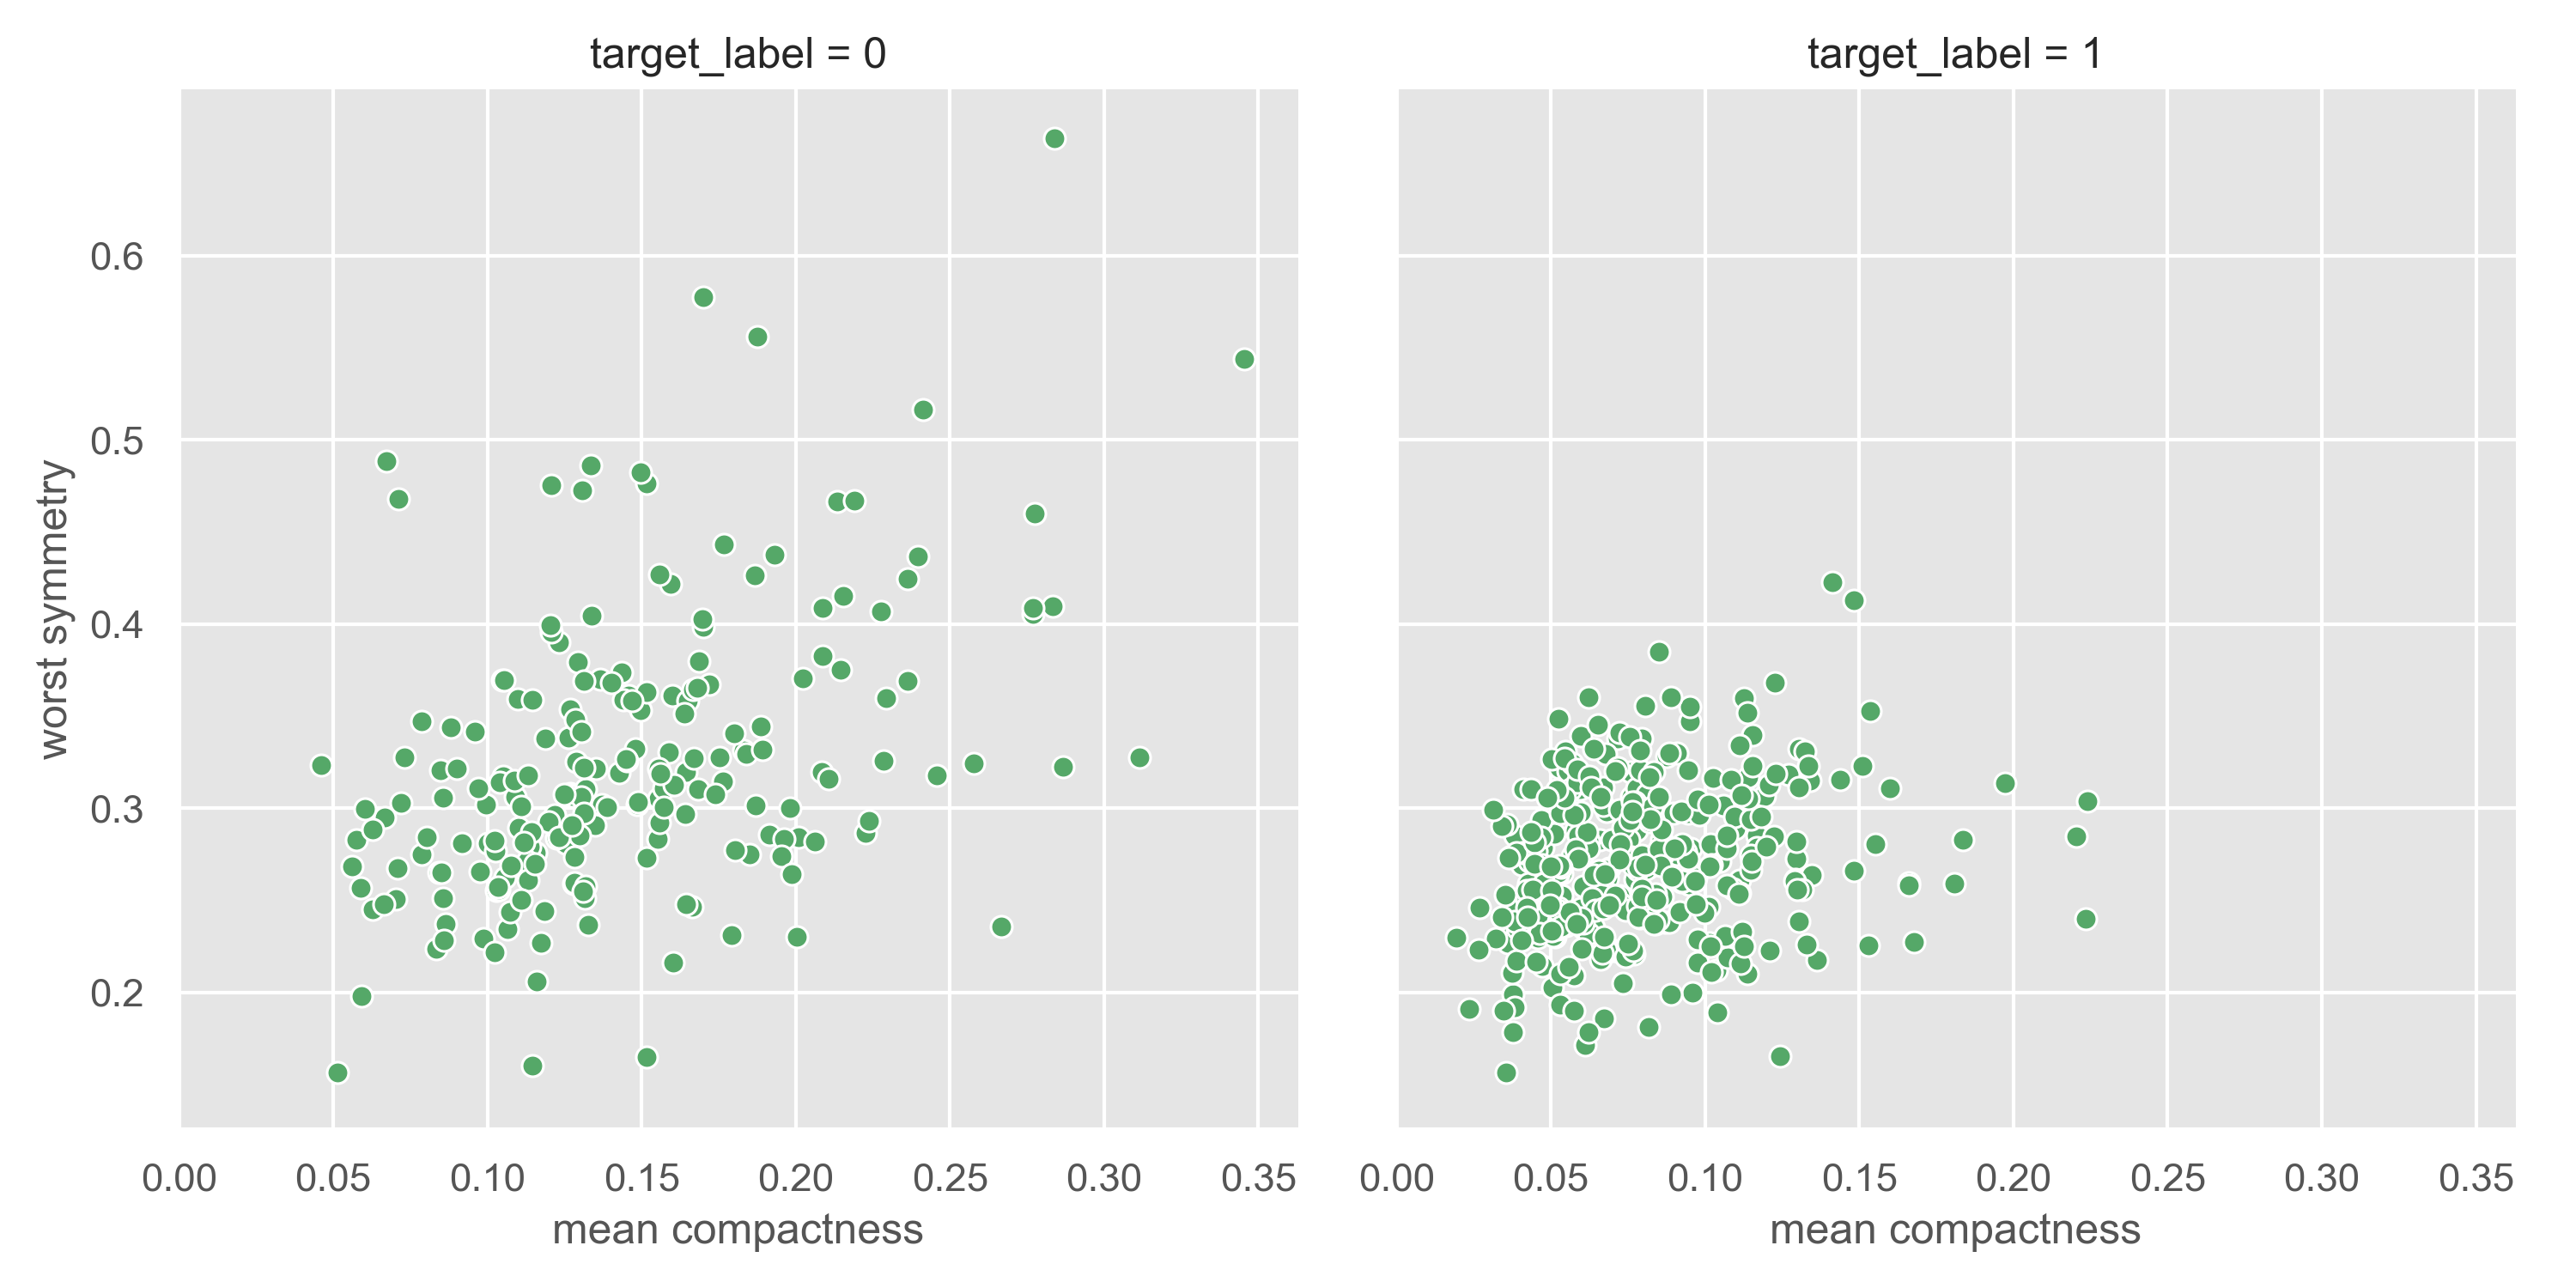 target_label = 0
target_label = 1
worst symmetry
0.6
0.5
0.4
0.3
0.2
0.00 0.05 0.10 0.15 0.20 0.25 0.30 0.35
0.00 0.05 0.10 0.15 0.20 0.25 0.30 0.35
mean compactness
mean compactness